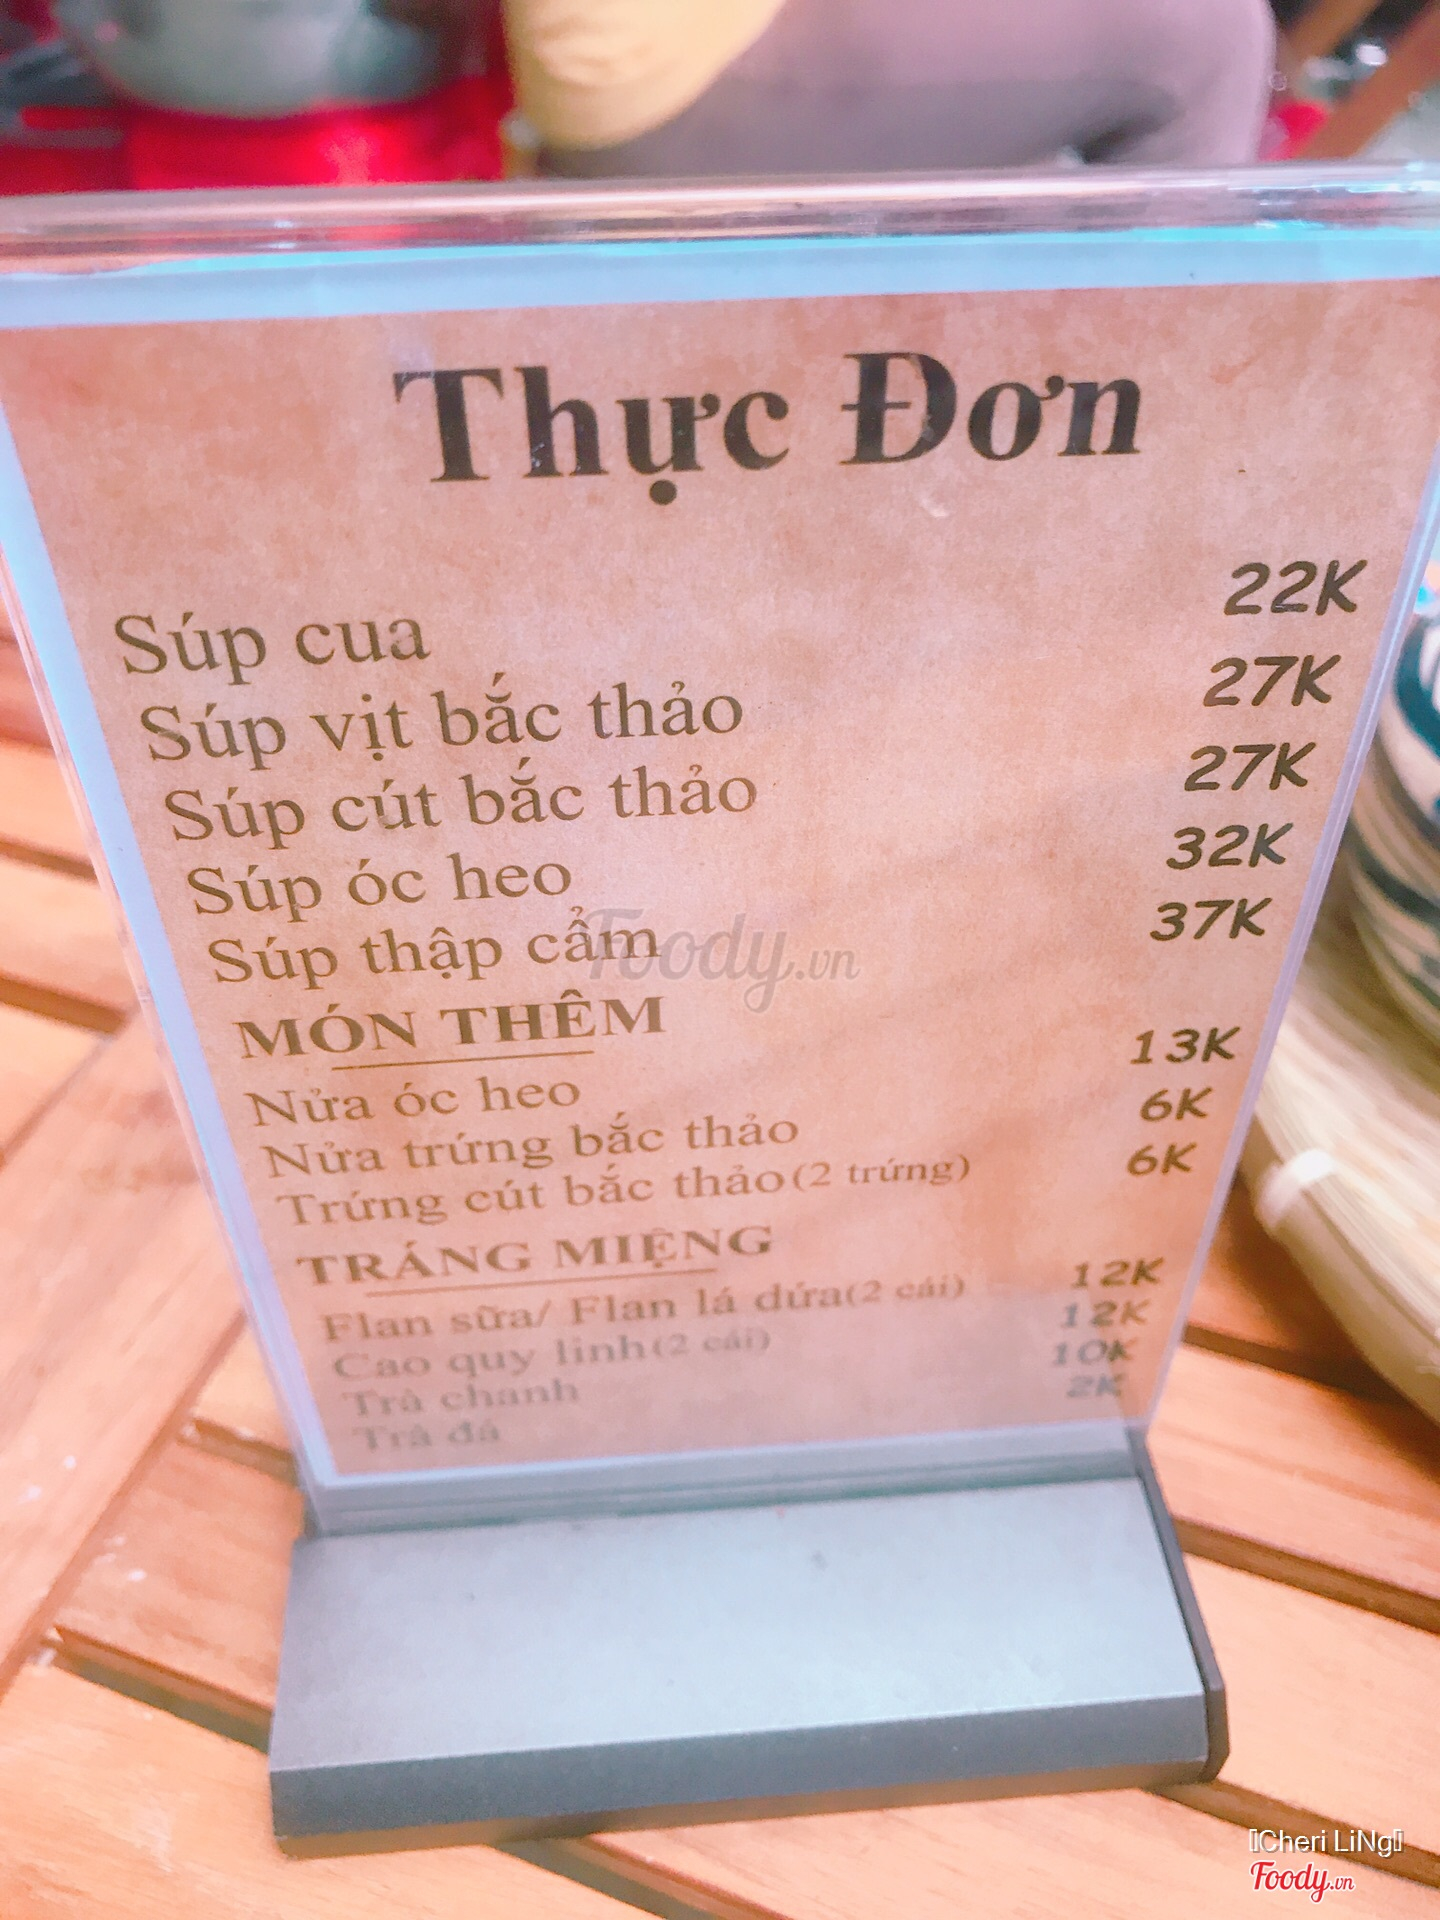 Thực Đơn
Súp cua 22K
Súp vịt bắc thảo 27K
Súp cút bắc thảo 27K
Súp óc heo 32K
Súp thập cẩm 37K
MÓN THÊM
Nửa óc heo 13K
Nửa trứng bắc thảo 6K
Trứng cút bắc thảo(2 trứng) 6K
TRÁNG MIỆNG
Flan sữa/ Flan lá dứa(2 cái) 12K
Cao quy linh(2 cái) 12K
Trà chanh 10K
Trà đá 2K
Foody.vn
Cheri LiNg
Foody.vn